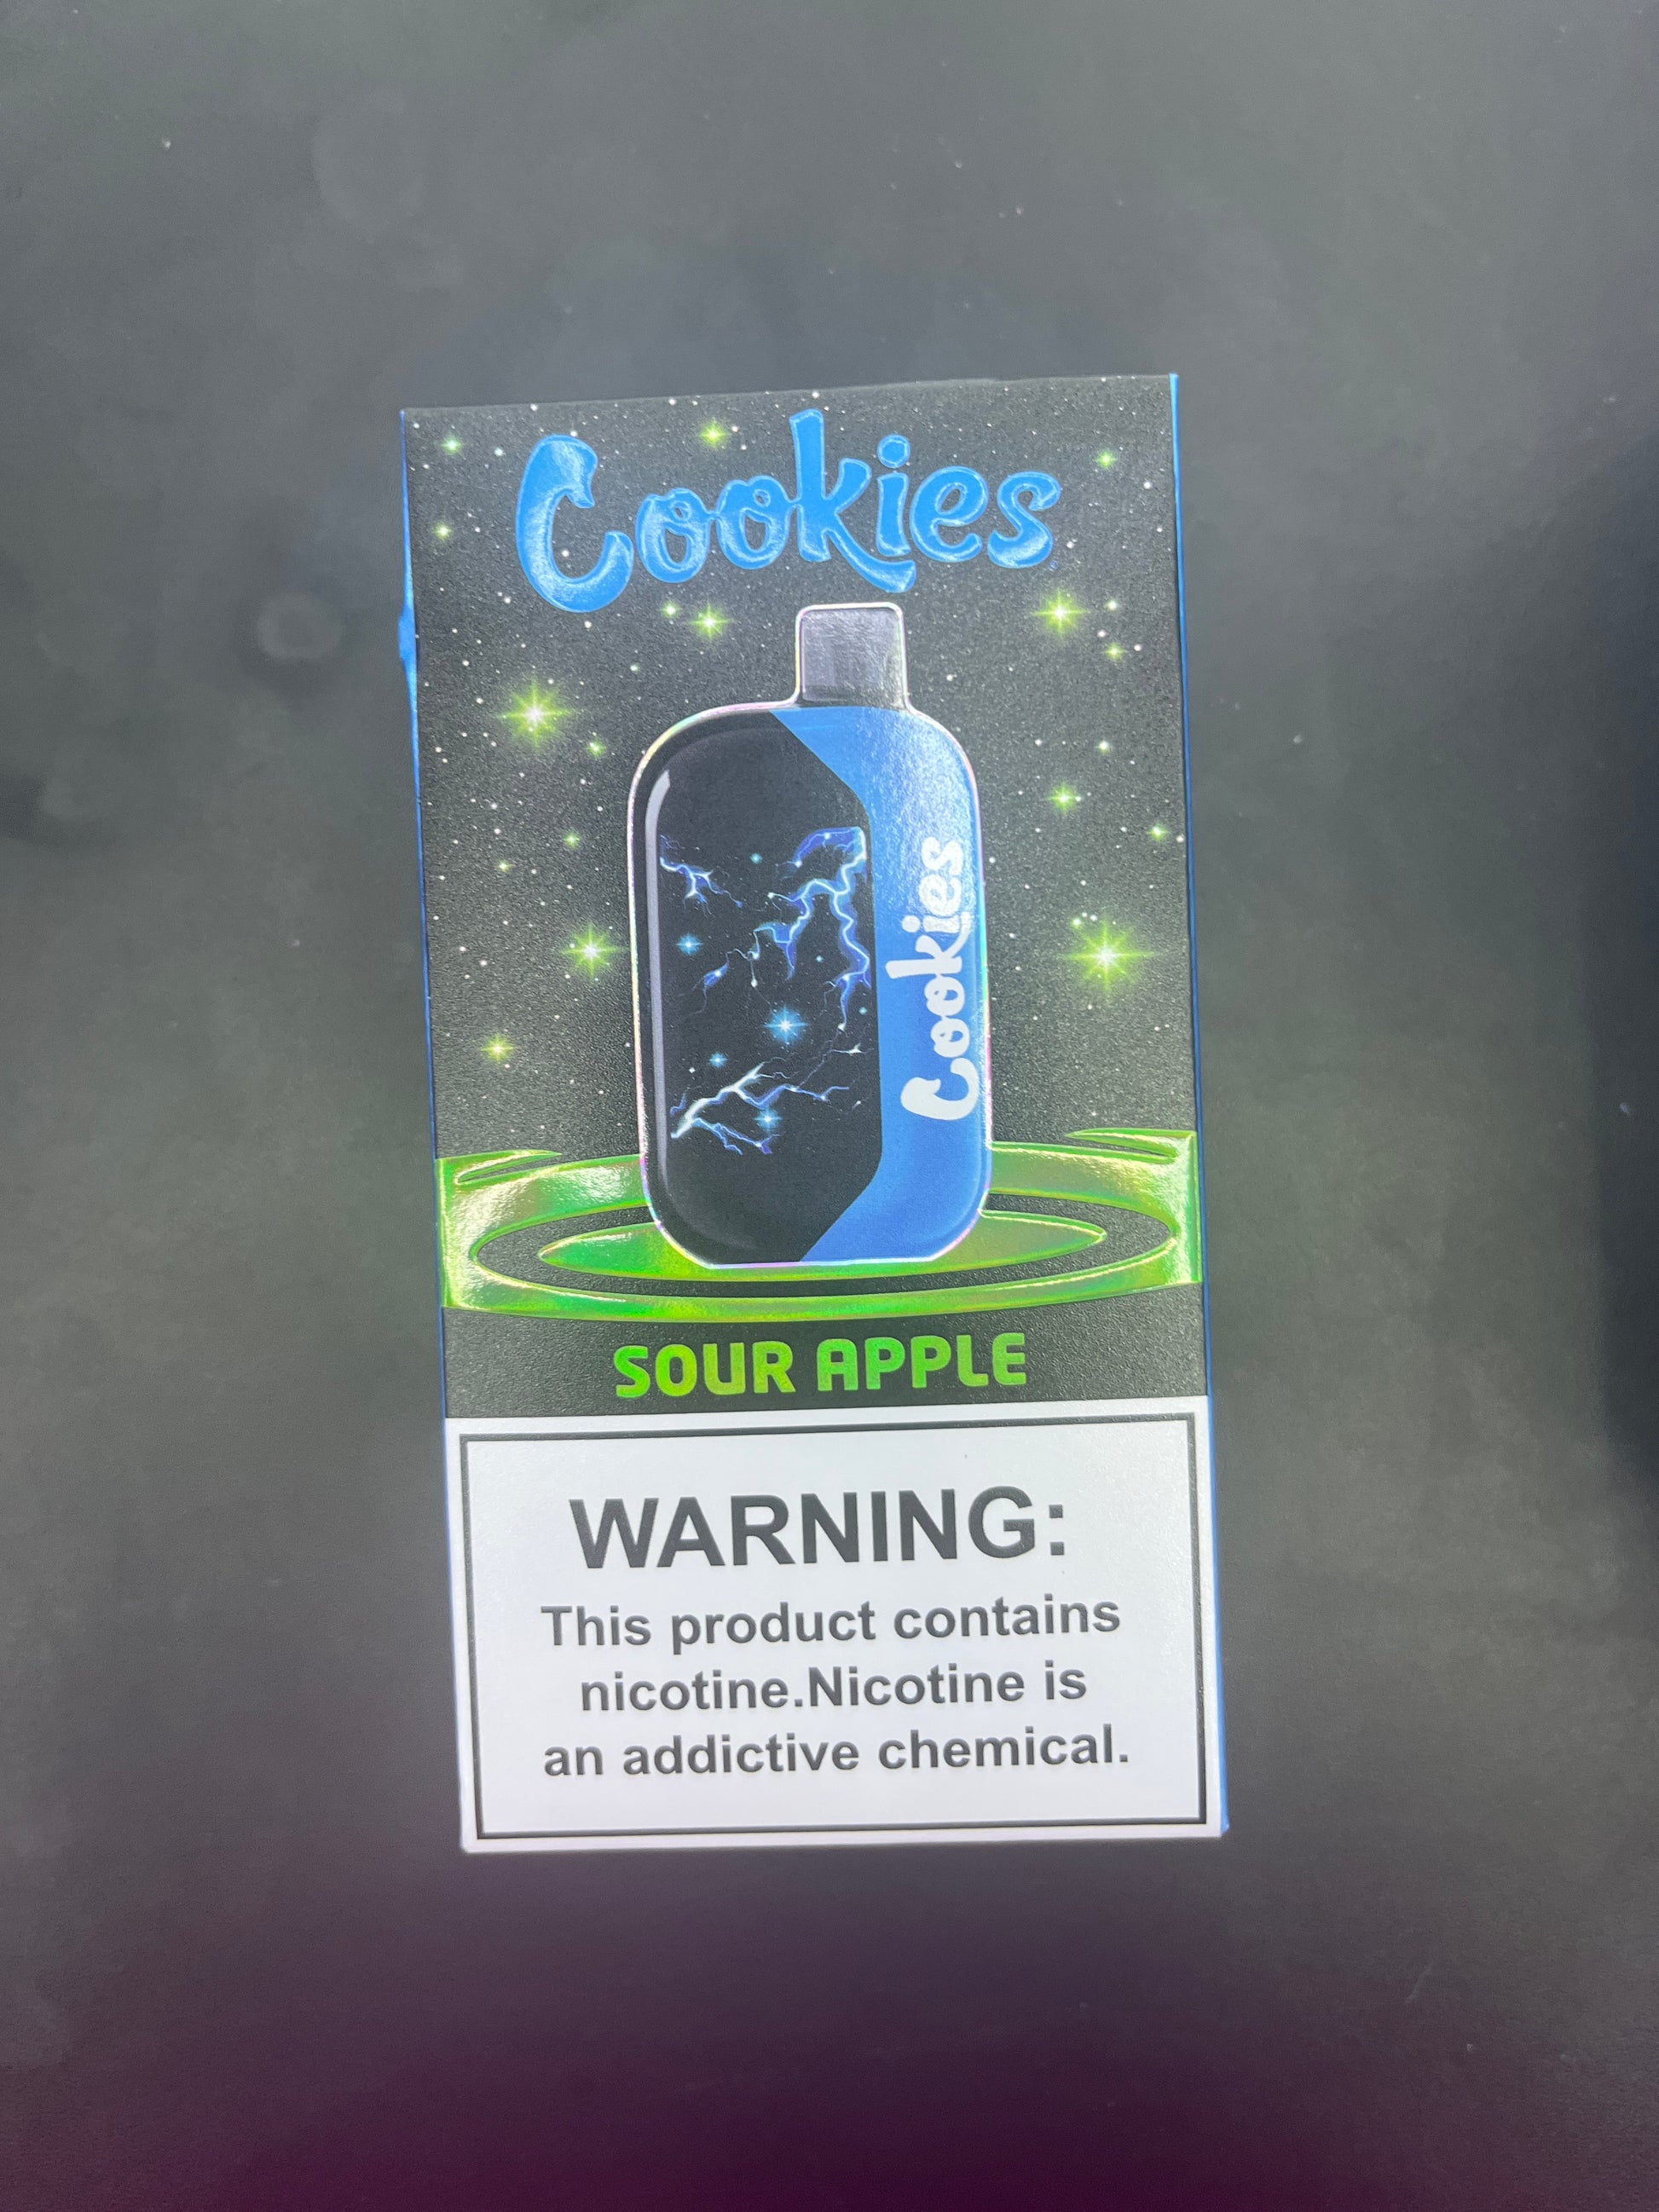 Cookies
Cookies
SOUR APPLE
WARNING:
This product contains
nicotine.Nicotine is
an addictive chemical.